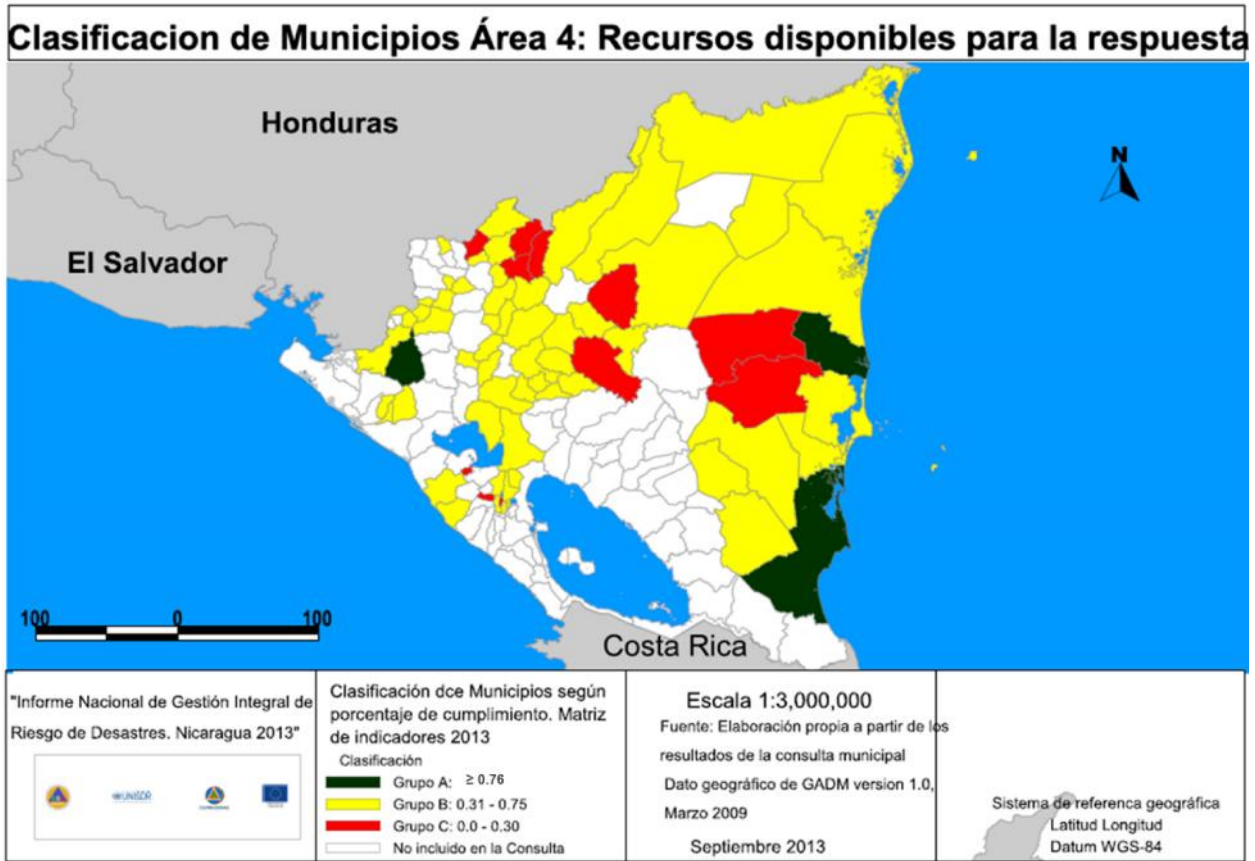 Clasificacion de Municipios Área 4: Recursos disponibles para la respuesta
Honduras
N
El Salvador
100 0 100
Costa Rica
"Informe Nacional de Gestión Integral de
Riesgo de Desastres. Nicaragua 2013"
UNISDR
Clasificación dce Municipios según
porcentaje de cumplimiento. Matriz
de indicadores 2013
Clasificación
Grupo A: ≥ 0.76
Grupo B: 0.31 - 0.75
Grupo C: 0.0 - 0.30
No incluido en la Consulta
Escala 1:3,000,000
Fuente: Elaboración propia a partir de los
resultados de la consulta municipal
Dato geográfico de GADM version 1.0,
Marzo 2009
Septiembre 2013
Sistema de referenca geográfica
Latitud Longitud
Datum WGS-84